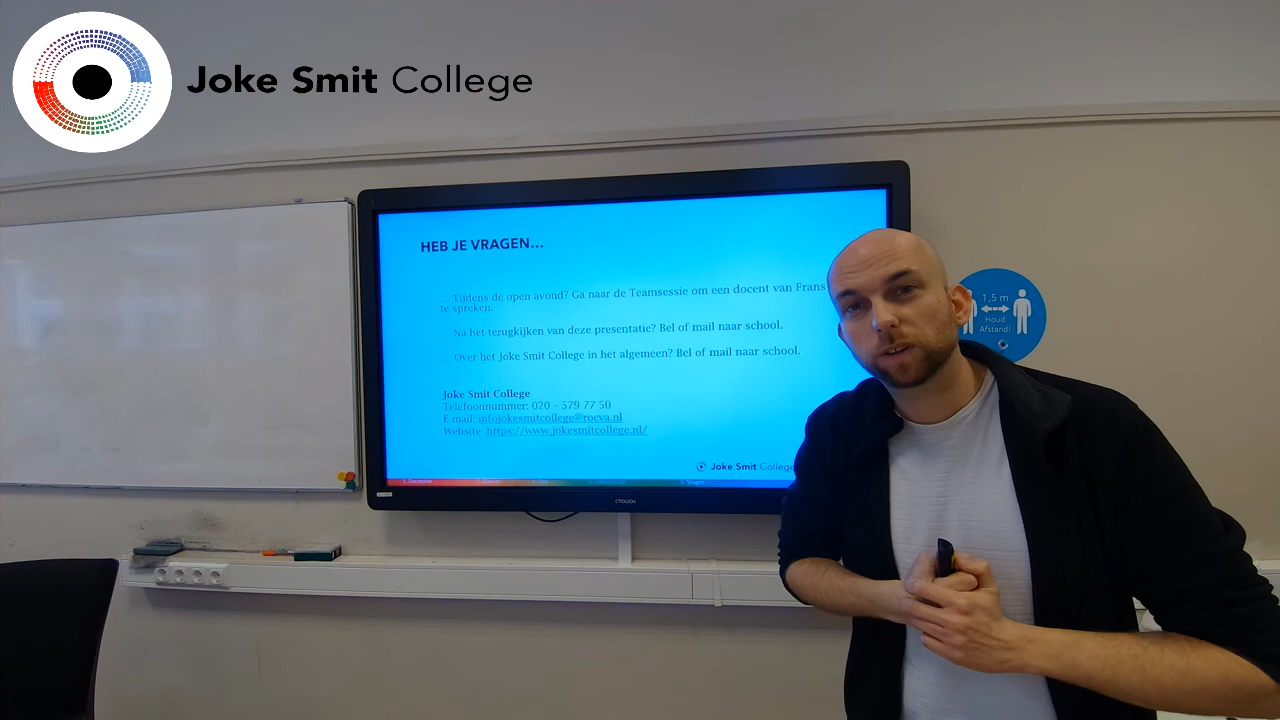 Joke Smit College
HEB JE VRAGEN...
... Tijdens de open avond? Ga naar de Teamsessie om een docent van Frans
te spreken.
... Na het terugkijken van deze presentatie? Bel of mail naar school.
... Over het Joke Smit College in het algemeen? Bel of mail naar school.
Joke Smit College
Telefoonnummer: 020 - 579 77 50
E-mail: infojokesmitcollege@rocva.nl
Website: https://www.jokesmitcollege.nl/
Joke Smit College
5. Vragen
CTOUCH
1,5 m
Houd
Afstand!